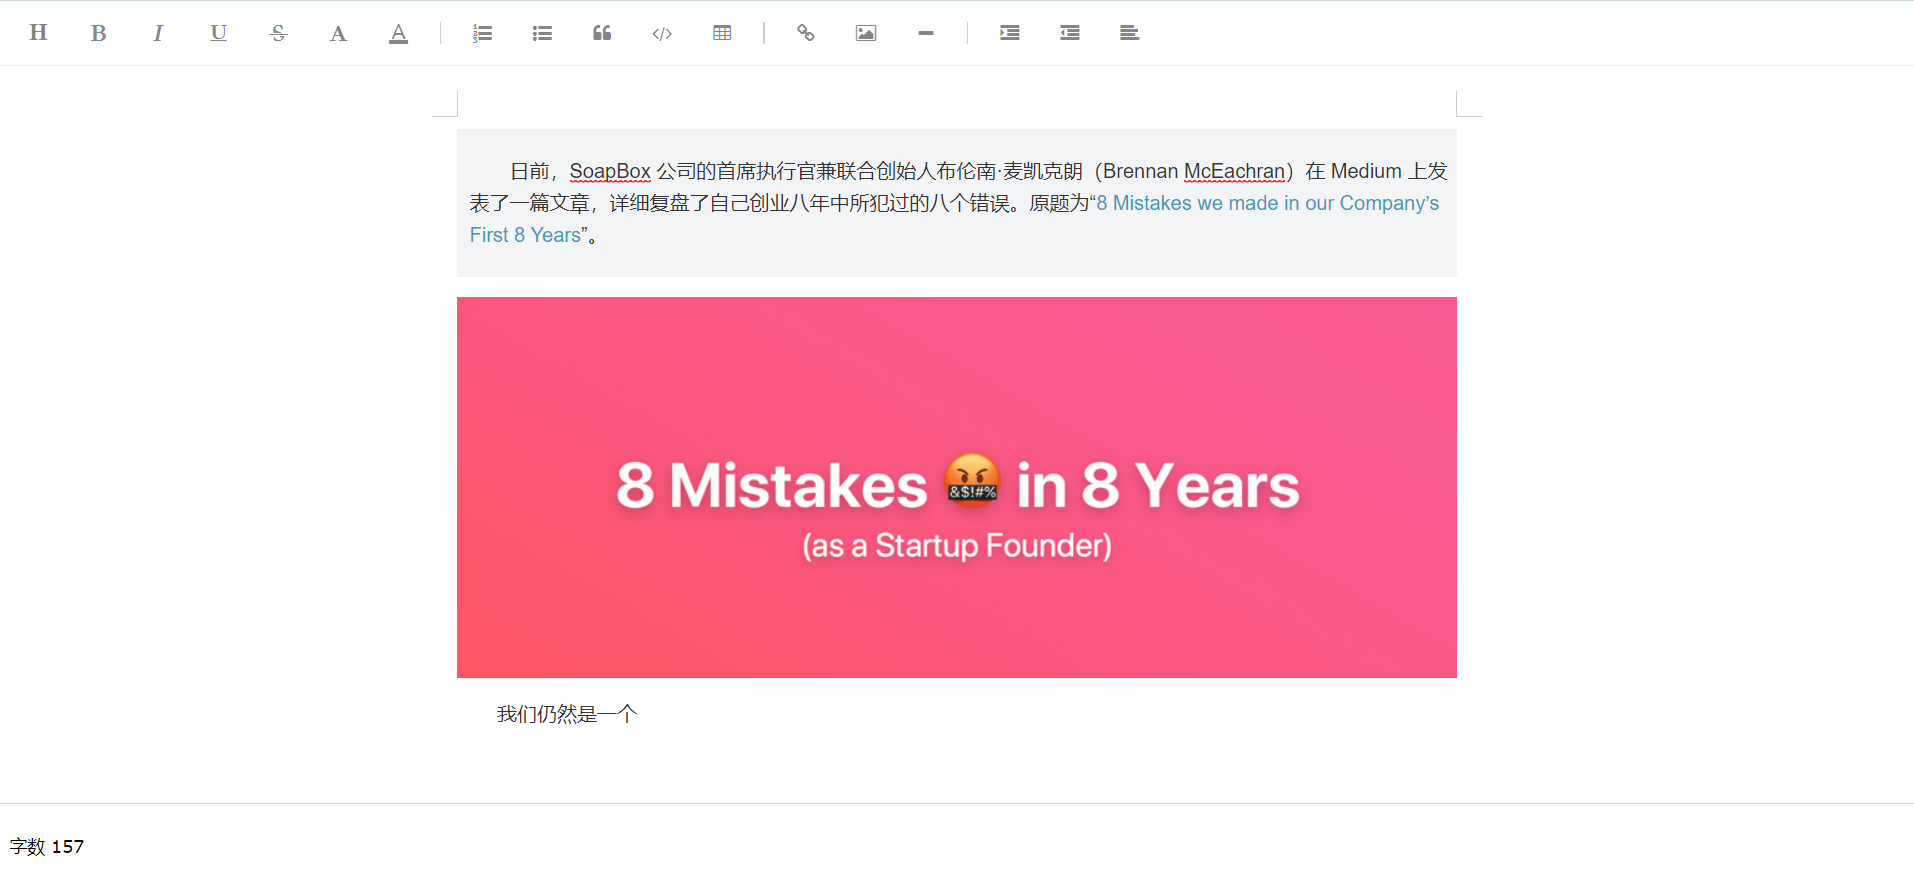 H B I U S A A
日前，SoapBox 公司的首席执行官兼联合创始人布伦南·麦凯克朗（Brennan McEachran）在 Medium 上发
表了一篇文章，详细复盘了自己创业八年中所犯过的八个错误。原题为“8 Mistakes we made in our Company’s
First 8 Years”。
8 Mistakes &$!#% in 8 Years
(as a Startup Founder)
我们仍然是一个
字数 157